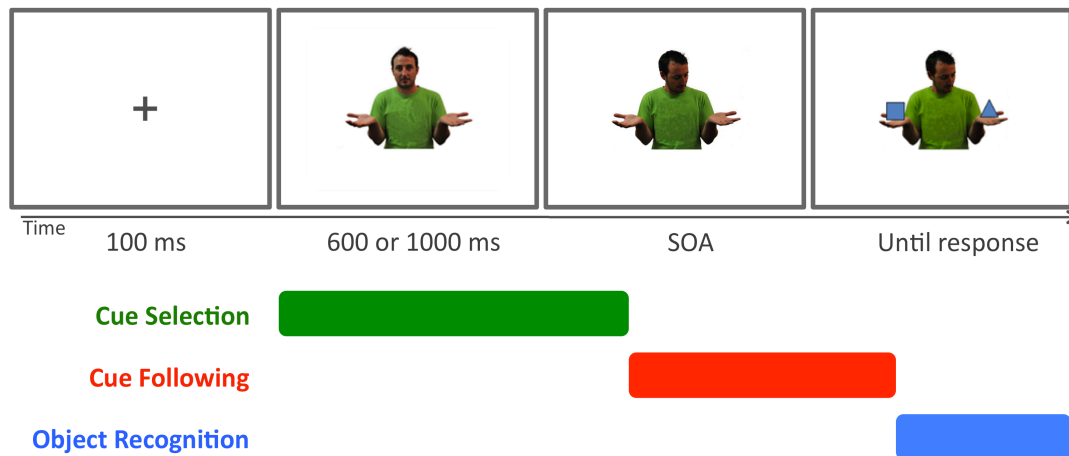 +
Time
100 ms
600 or 1000 ms
SOA
Until response
Cue Selection
Cue Following
Object Recognition